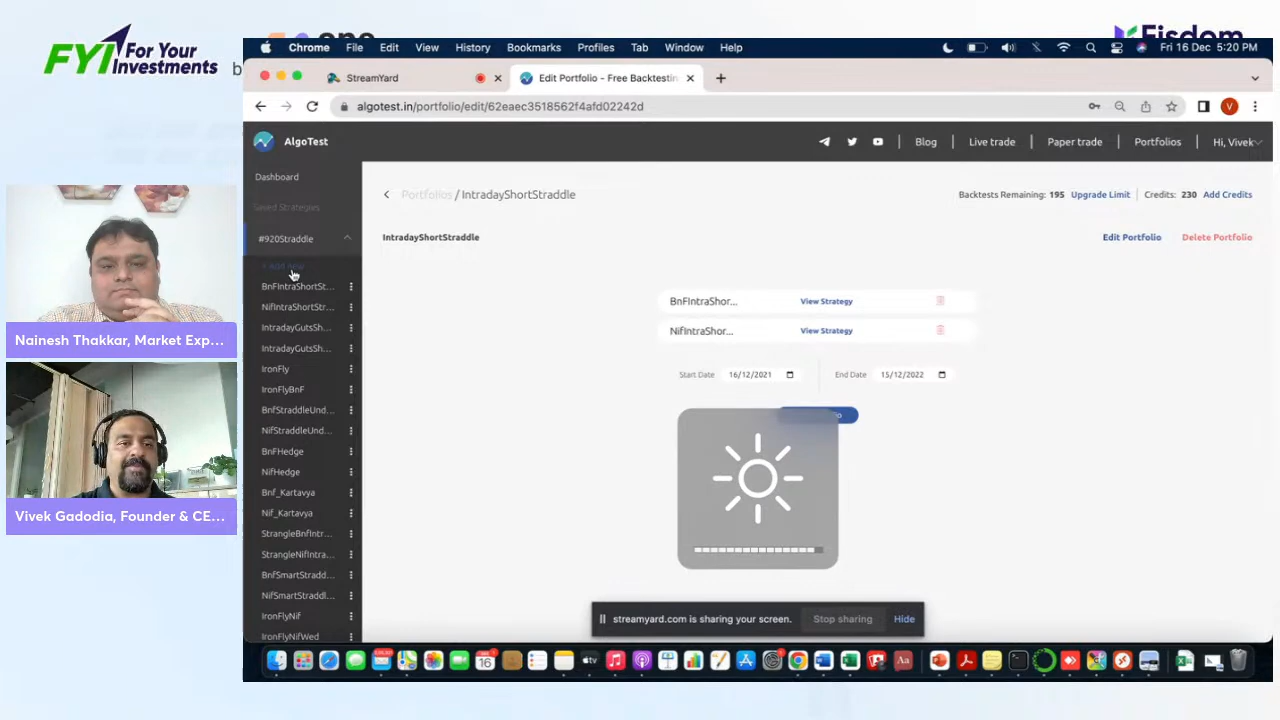 FYI For Your
Investments
Fisdom
Chrome File Edit View History Bookmarks Profiles Tab Window Help
Fri 16 Dec 5:20 PM
StreamYard
Edit Portfolio - Free Backtestin
algotest.in/portfolio/edit/62eaec3518562f4afd02242d
V
AlgoTest
Blog
Live trade
Paper trade
Portfolios
Hi, Vivek
Dashboard
Saved Strategies
#920Straddle
+ Add New
BnFIntraShortSt...
NifIntraShortStr...
IntradayGutsSh...
IntradayGutsSh...
IronFly
IronFlyBnF
BnfStraddleUnd...
NifStraddleUnd...
BnFHedge
NifHedge
Bnf_Kartavya
Nif_Kartavya
StrangleBnfIntr...
StrangleNifIntra...
BnfSmartStradd...
NifSmartStraddl...
IronFlyNif
IronFlyNifWed
Portfolios / IntradayShortStraddle
Backtests Remaining: 195 Upgrade Limit
Credits: 230 Add Credits
IntradayShortStraddle
Edit Portfolio
Delete Portfolio
BnFIntraShor... View Strategy
NifIntraShor... View Strategy
Start Date 16/12/2021
End Date 15/12/2022
streamyard.com is sharing your screen.
Stop sharing
Hide
Nainesh Thakkar, Market Exp...
Vivek Gadodia, Founder & CE...